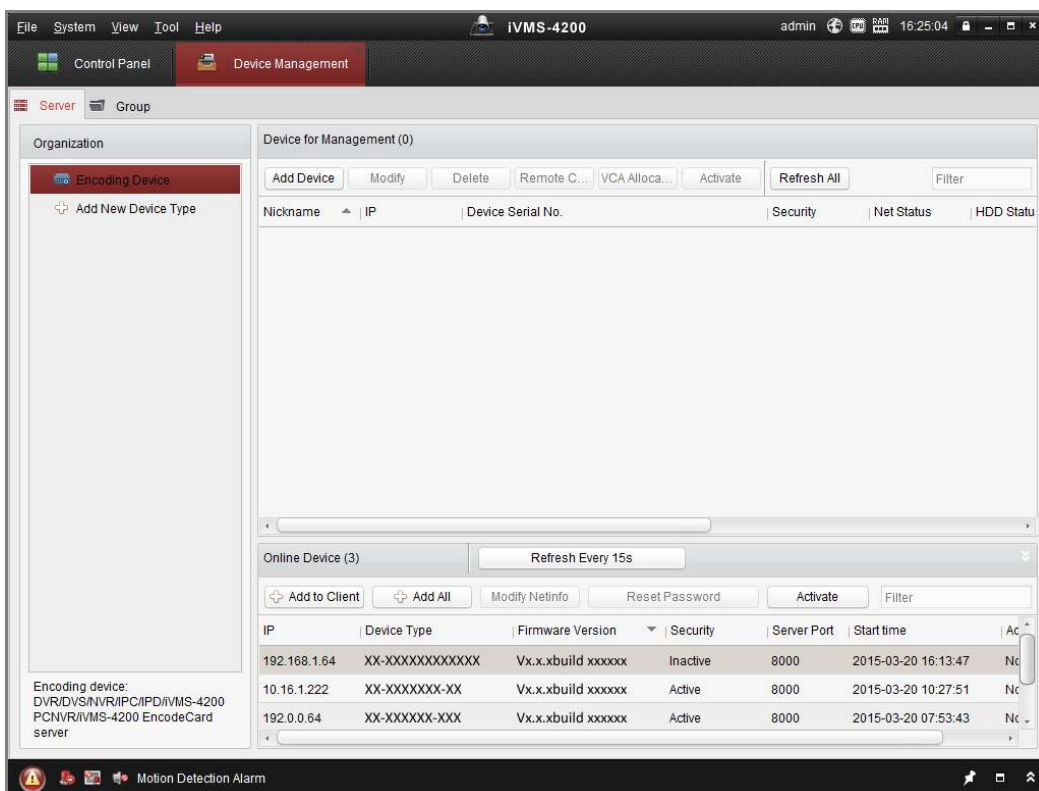 File System View Tool Help iVMS-4200 admin CPU RAM 16:25:04
Control Panel Device Management
Server Group
Organization
Encoding Device
Add New Device Type
Encoding device:
DVR/DVS/NVR/IPC/IPD/iVMS-4200
PCNVR/iVMS-4200 EncodeCard
server
Device for Management (0)
Add Device Modify Delete Remote C... VCA Alloca... Activate Refresh All Filter
Nickname IP Device Serial No. Security Net Status HDD Statu
Online Device (3) Refresh Every 15s
Add to Client Add All Modify Netinfo Reset Password Activate Filter
IP Device Type Firmware Version Security Server Port Start time Ac
192.168.1.64 XX-XXXXXXXXXXXX Vx.x.xbuild xxxxxx Inactive 8000 2015-03-20 16:13:47 No
10.16.1.222 XX-XXXXXXX-XX Vx.x.xbuild xxxxxx Active 8000 2015-03-20 10:27:51 No
192.0.0.64 XX-XXXXXX-XXX Vx.x.xbuild xxxxxx Active 8000 2015-03-20 07:53:43 No
Motion Detection Alarm